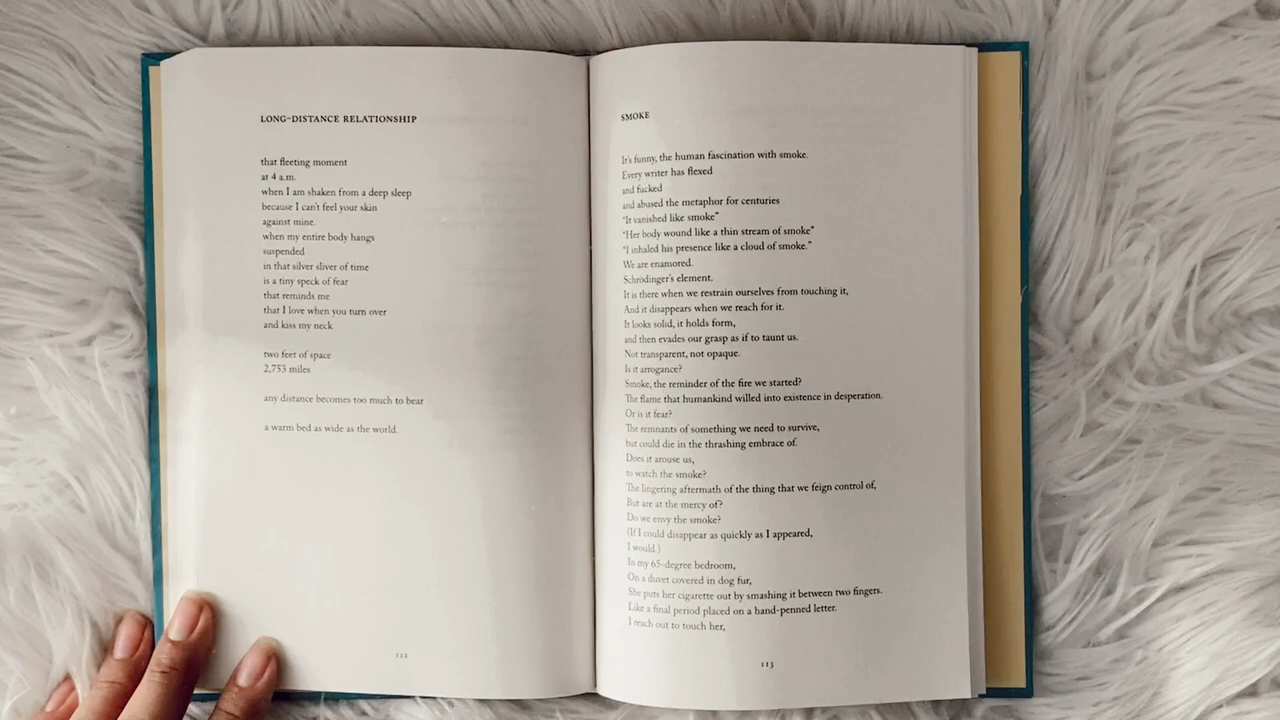 LONG-DISTANCE RELATIONSHIP
that fleeting moment
at 4 a.m.
when I am shaken from a deep sleep
because I can't feel your skin
against mine.
when my entire body hangs
suspended
in that silver sliver of time
is a tiny speck of fear
that reminds me
that I love when you turn over
and kiss my neck
two feet of space
2,753 miles
any distance becomes too much to bear
a warm bed as wide as the world.
112
SMOKE
It's funny, the human fascination with smoke.
Every writer has flexed
and fucked
and abused the metaphor for centuries
"It vanished like smoke"
"Her body wound like a thin stream of smoke"
"I inhaled his presence like a cloud of smoke."
We are enamored.
Schrödinger's element.
It is there when we restrain ourselves from touching it,
And it disappears when we reach for it.
It looks solid, it holds form,
and then evades our grasp as if to taunt us.
Not transparent, not opaque.
Is it arrogance?
Smoke, the reminder of the fire we started?
The flame that humankind willed into existence in desperation.
Or is it fear?
The remnants of something we need to survive,
but could die in the thrashing embrace of.
Does it arouse us,
to watch the smoke?
The lingering aftermath of the thing that we feign control of,
But are at the mercy of?
Do we envy the smoke?
(If I could disappear as quickly as I appeared,
I would.)
In my 65-degree bedroom,
On a duvet covered in dog fur,
She puts her cigarette out by smashing it between two fingers.
Like a final period placed on a hand-penned letter.
I reach out to touch her,
113